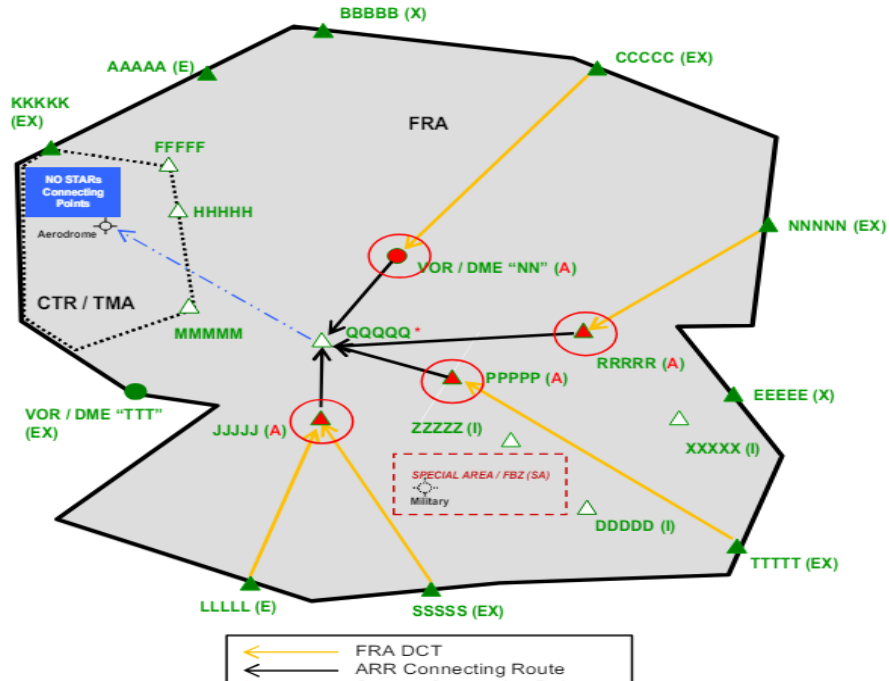 BBBBB (X)
CCCCC (EX)
AAAAA (E)
KKKKK
(EX)
FRA
FFFFF
NO STARs
Connecting
Points
HHHHH
NNNNN (EX)
Aerodrome
VOR / DME “NN” (A)
CTR / TMA
MMMMM
QQQQQ *
RRRRR (A)
PPPPP (A)
EEEEE (X)
VOR / DME “TTT”
(EX)
JJJJJ (A)
ZZZZZ (I)
XXXXX (I)
SPECIAL AREA / FBZ (SA)
Military
DDDDD (I)
TTTTT (EX)
LLLLL (E)
SSSSS (EX)
FRA DCT
ARR Connecting Route